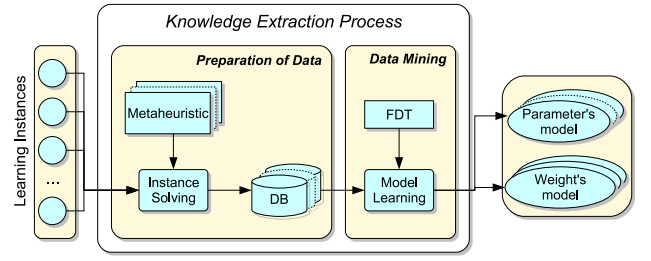 Knowledge Extraction Process
Learning Instances
...
Preparation of Data
Metaheuristic
Instance
Solving
DB
Data Mining
FDT
Model
Learning
Parameter's
model
Weight's
model